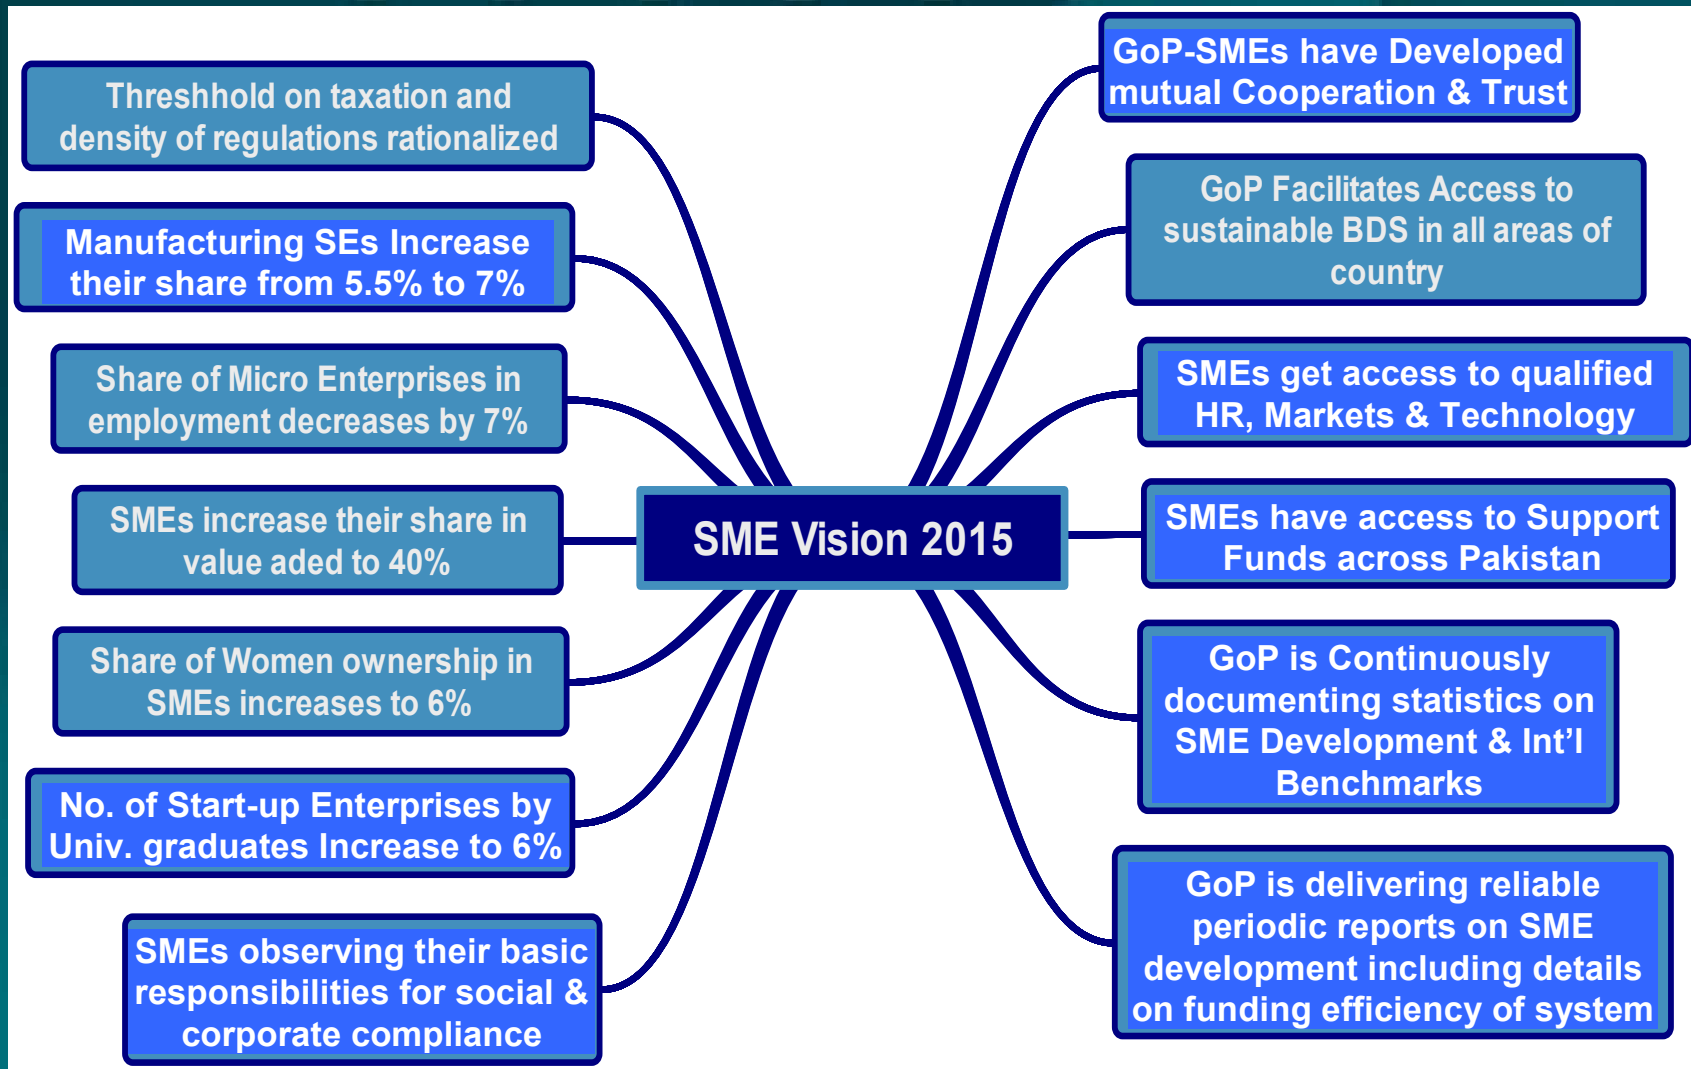 Threshhold on taxation and
density of regulations rationalized
Manufacturing SEs Increase
their share from 5.5% to 7%
Share of Micro Enterprises in
employment decreases by 7%
SMEs increase their share in
value aded to 40%
Share of Women ownership in
SMEs increases to 6%
No. of Start-up Enterprises by
Univ. graduates Increase to 6%
SMEs observing their basic
responsibilities for social &
corporate compliance
SME Vision 2015
GoP-SMEs have Developed
mutual Cooperation & Trust
GoP Facilitates Access to
sustainable BDS in all areas of
country
SMEs get access to qualified
HR, Markets & Technology
SMEs have access to Support
Funds across Pakistan
GoP is Continuously
documenting statistics on
SME Development & Int’l
Benchmarks
GoP is delivering reliable
periodic reports on SME
development including details
on funding efficiency of system